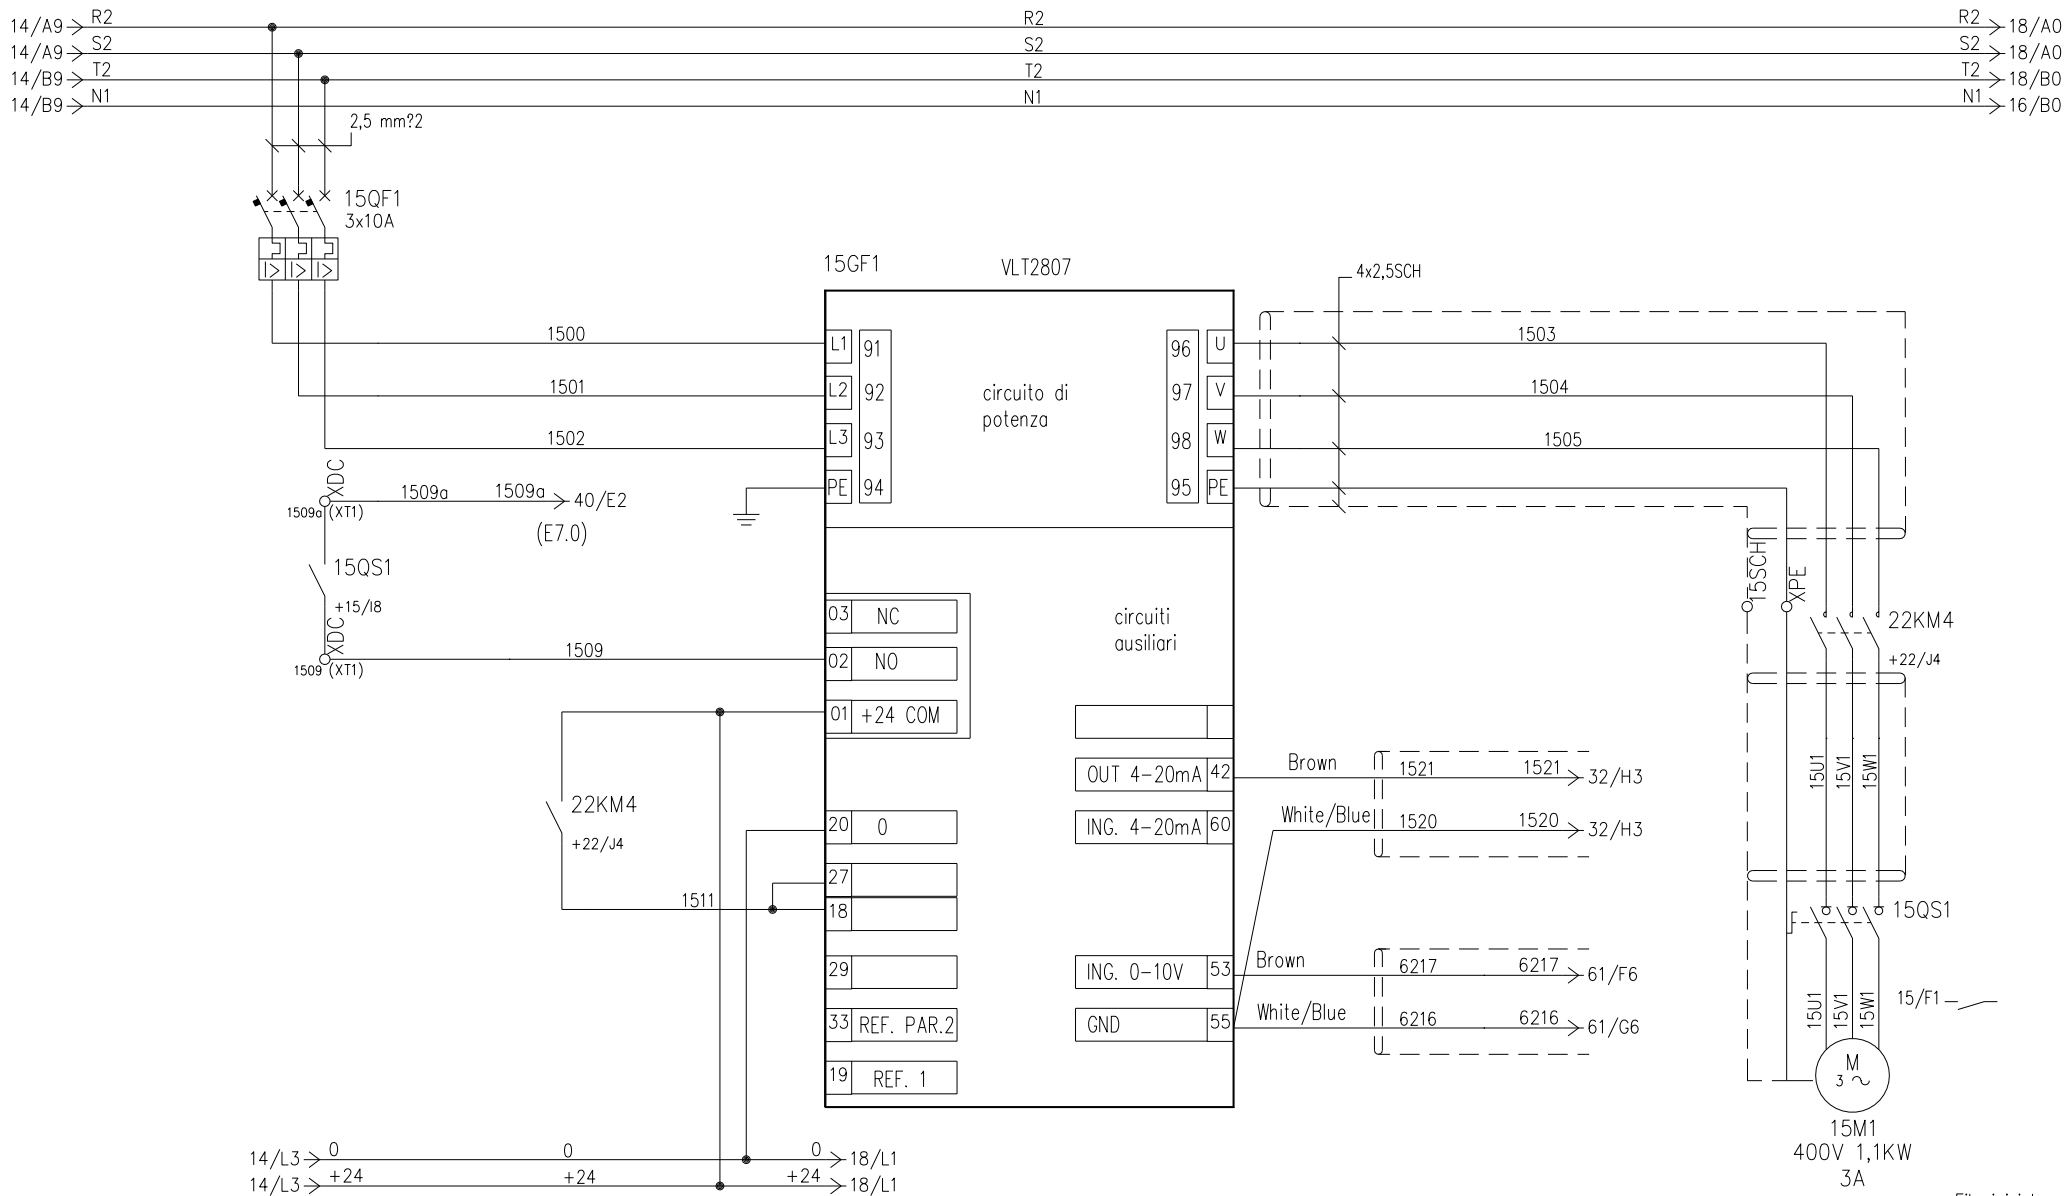 14/A9 R2 R2 R2 18/A0
14/A9 S2 S2 S2 18/A0
14/B9 T2 T2 T2 18/B0
14/B9 N1 N1 N1 16/B0
2,5 mm?2
15QF1
3x10A
15GF1 VLT2807
4x2,5SCH
1500 L1 91 96 U 1503
1501 L2 92 97 V 1504
circuito di
potenza
1502 L3 93 98 W 1505
PE 94 95 PE
XDC
1509a 1509a 40/E2
1509a (XT1)
(E7.0)
15QS1
+15/I8
XDC
1509 (XT1)
1509
03 NC
02 NO
01 +24 COM
circuiti
ausiliari
15SCH
XPE
22KM4
+22/J4
22KM4
+22/J4
20 0
27
1511
18
29
33 REF. PAR.2
19 REF. 1
OUT 4-20mA 42 Brown 1521 1521 32/H3
ING. 4-20mA 60 White/Blue 1520 1520 32/H3
ING. 0-10V 53 Brown 6217 6217 61/F6
GND 55 White/Blue 6216 6216 61/G6
15U1 15V1 15W1
15QS1
15/F1
15U1 15V1 15W1
M
3
15M1
400V 1,1KW
3A
14/L3 0 0 0 18/L1
14/L3 +24 +24 +24 18/L1